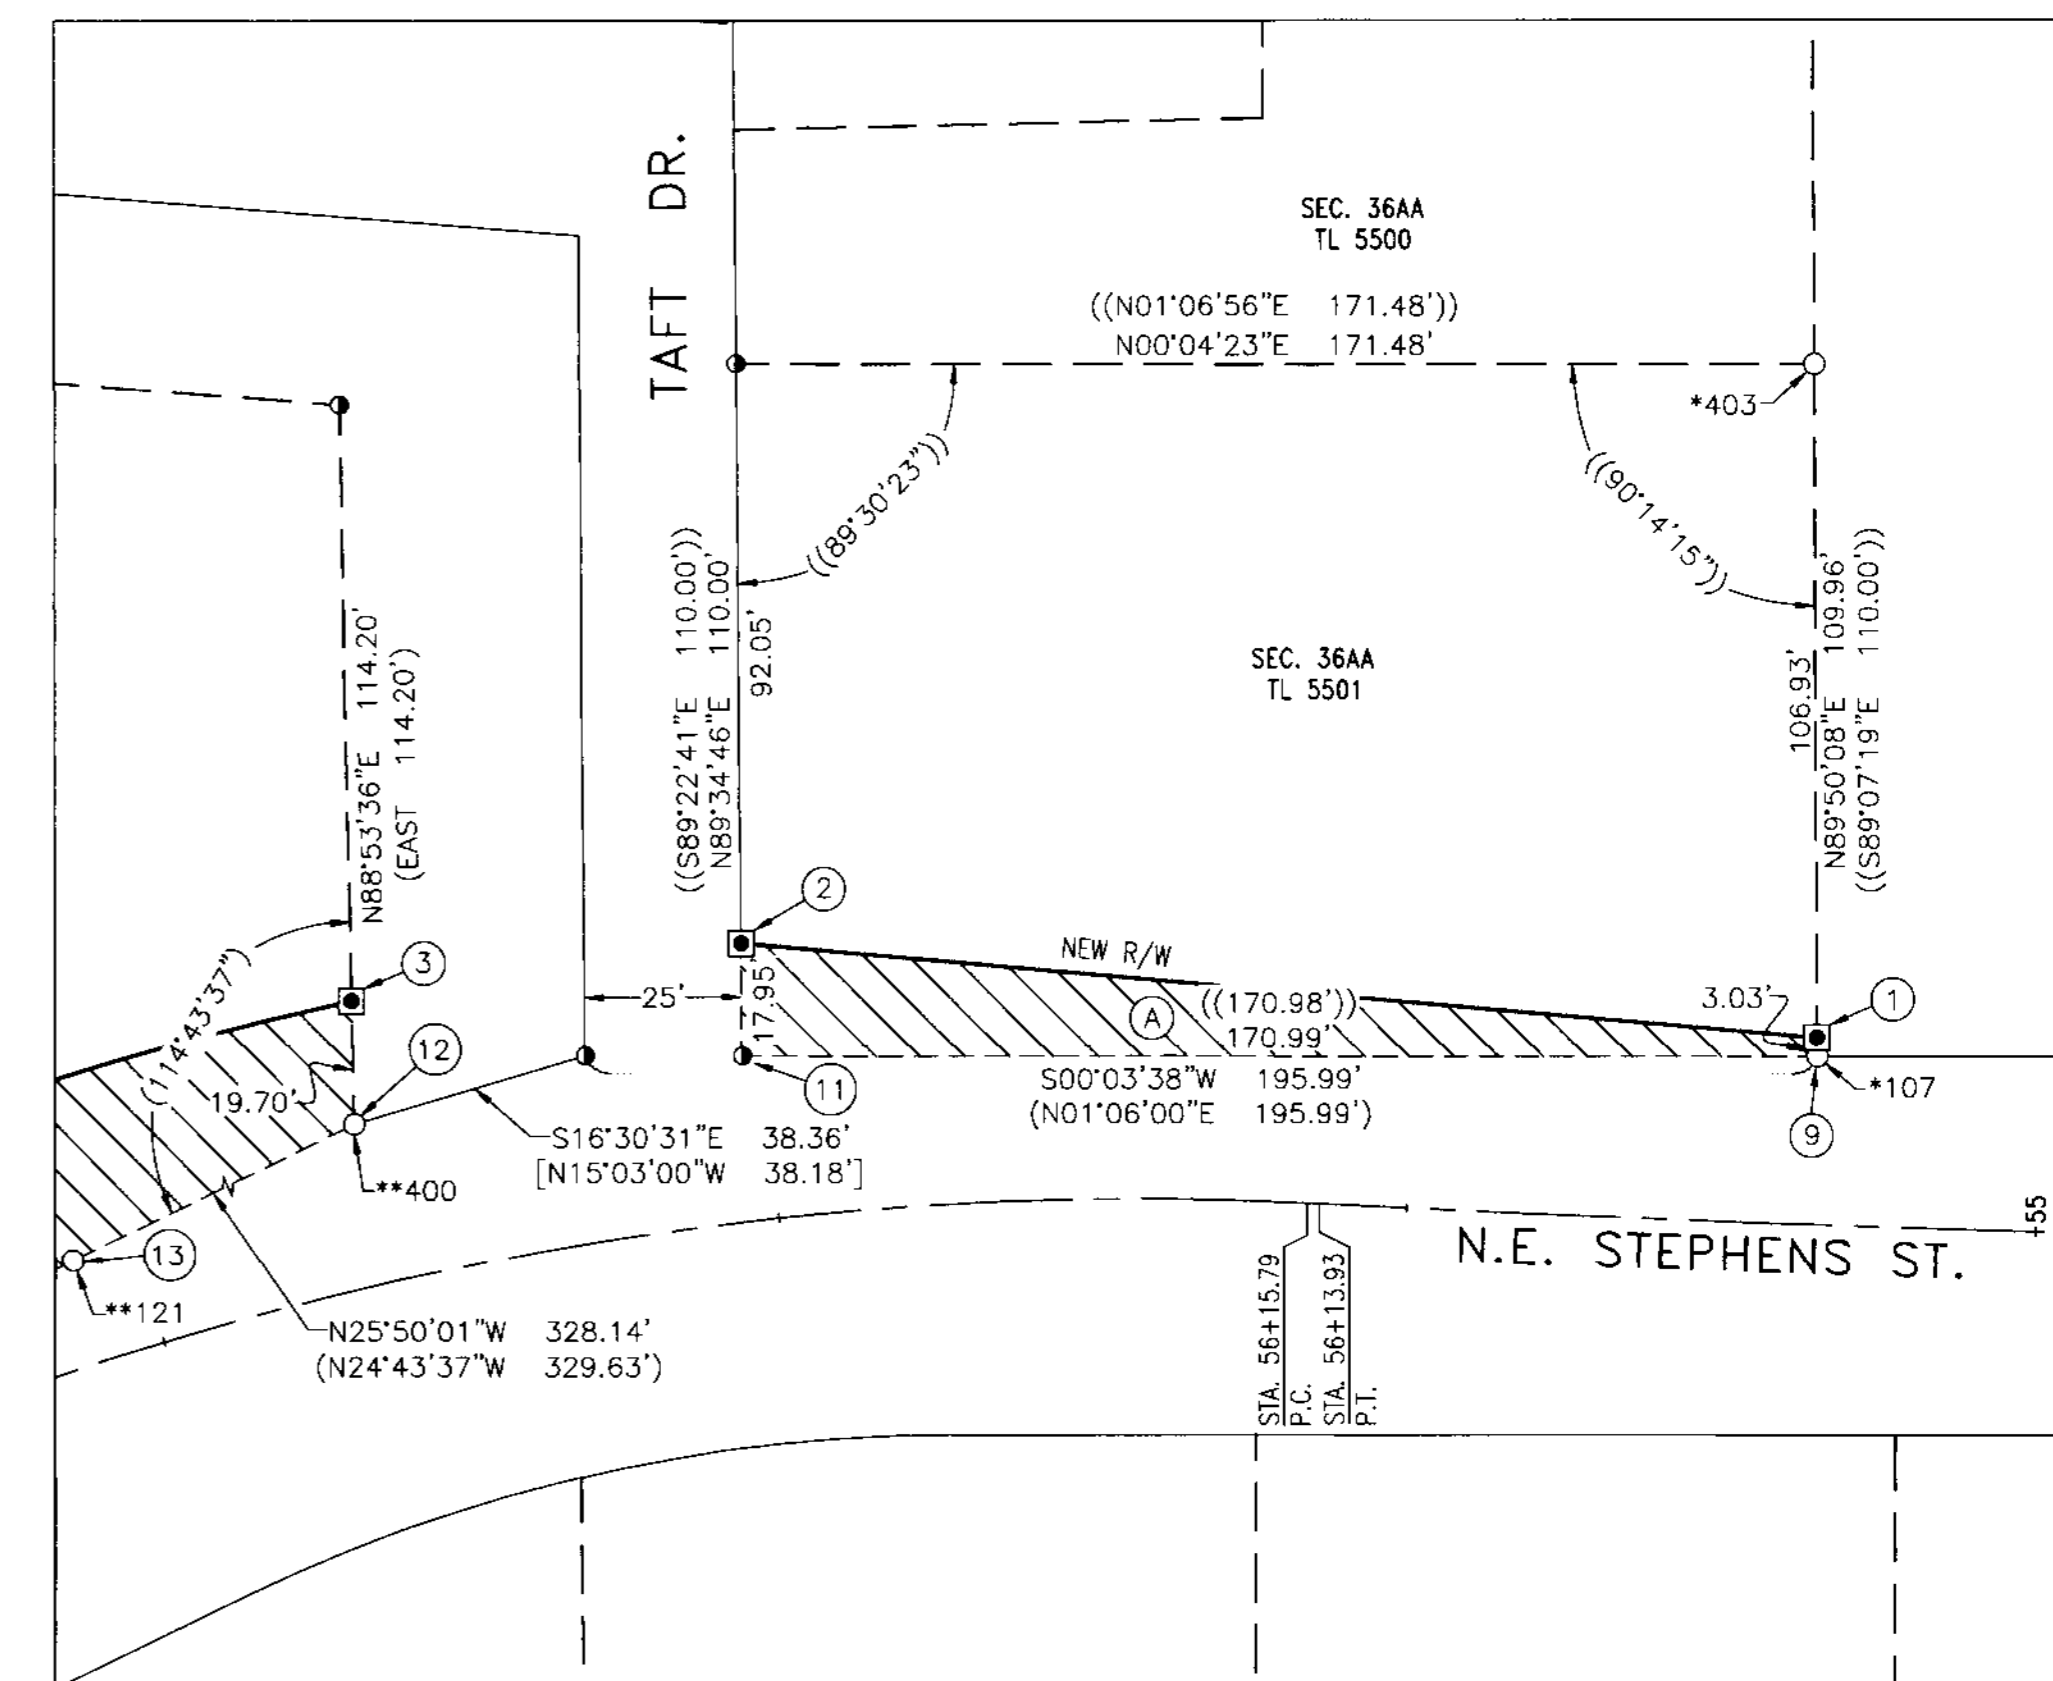 TAFT DR.
SEC. 36AA
TL 5500
((N01°06'56"E 171.48'))
N00°04'23"E 171.48'
*403
((89°30'23"))
((90°14'15"))
((S89°22'41"E 110.00'))
N89°34'46"E 110.00'
92.05'
SEC. 36AA
TL 5501
106.93'
N89°50'08"E 109.96'
((S89°07'19"E 110.00'))
N88°53'36"E 114.20'
(EAST 114.20')
(114°43'37")
2
3
NEW R/W
25'
17.95'
A
((170.98'))
170.99'
3.03'
1
12
19.70'
11
S00°03'38"W 195.99'
(N01°06'00"E 195.99')
*107
9
S16°30'31"E 38.36'
[N15°03'00"W 38.18']
**400
13
**121
N25°50'01"W 328.14'
(N24°43'37"W 329.63')
STA. 56+15.79
P.C.
STA. 56+13.93
P.T.
N.E. STEPHENS ST.
+55